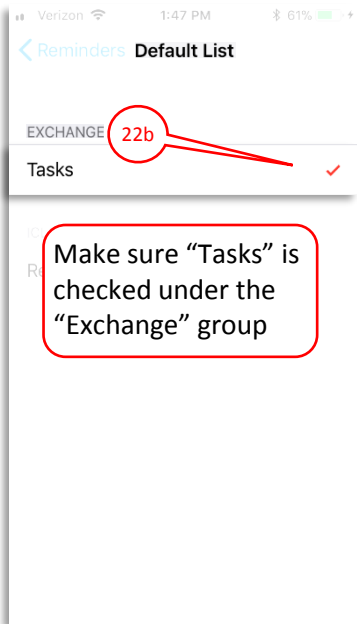 Verizon 1:47 PM 61%
Reminders Default List
EXCHANGE 22b
Tasks
Make sure “Tasks” is
checked under the
“Exchange” group